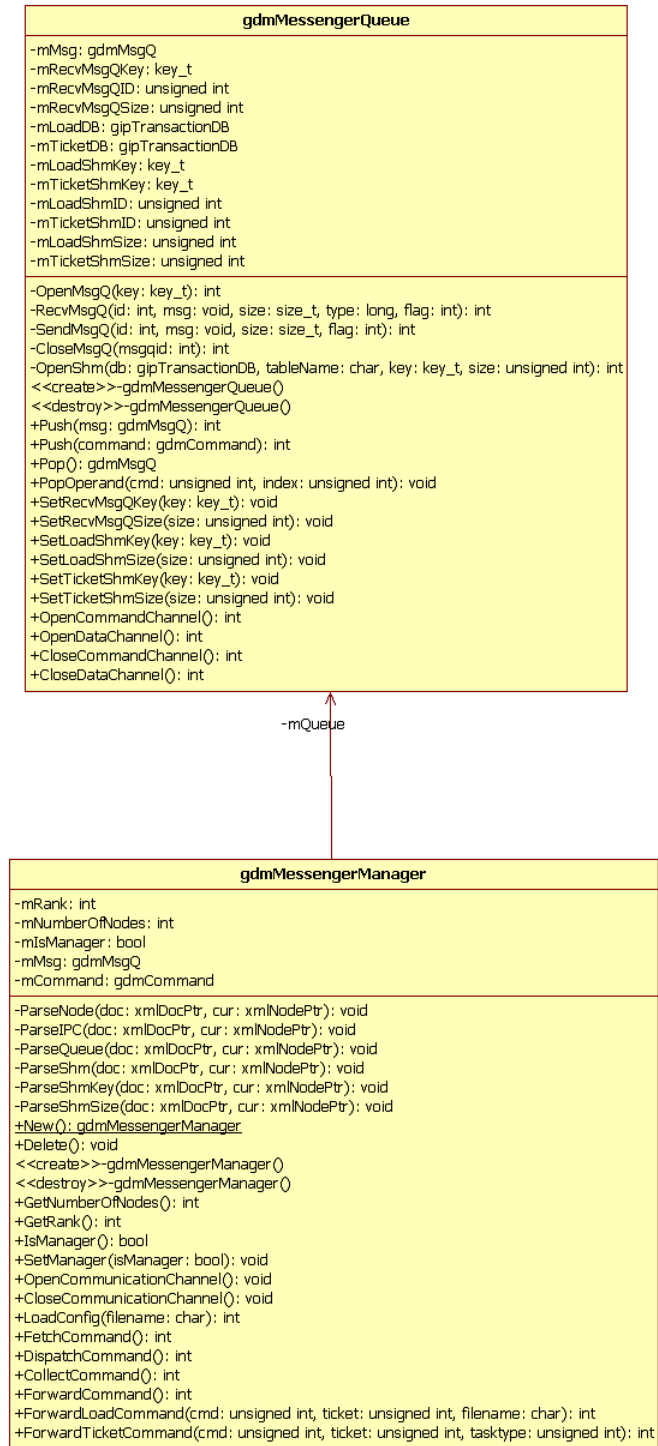 gdmMessengerQueue
-mMsg: gdmMsgQ
-mRecvMsgQKey: key_t
-mRecvMsgQID: unsigned int
-mRecvMsgQSize: unsigned int
-mLoadDB: gipTransactionDB
-mTicketDB: gipTransactionDB
-mLoadShmKey: key_t
-mTicketShmKey: key_t
-mLoadShmID: unsigned int
-mTicketShmID: unsigned int
-mLoadShmSize: unsigned int
-mTicketShmSize: unsigned int
-OpenMsgQ(key: key_t): int
-RecvMsgQ(id: int, msg: void, size: size_t, type: long, flag: int): int
-SendMsgQ(id: int, msg: void, size: size_t, flag: int): int
-CloseMsgQ(msgqid: int): int
-OpenShm(db: gipTransactionDB, tableName: char, key: key_t, size: unsigned int): int
<<create>>-gdmMessengerQueue()
<<destroy>>-gdmMessengerQueue()
+Push(msg: gdmMsgQ): int
+Push(command: gdmCommand): int
+Pop(): gdmMsgQ
+PopOperand(cmd: unsigned int, index: unsigned int): void
+SetRecvMsgQKey(key: key_t): void
+SetRecvMsgQSize(size: unsigned int): void
+SetLoadShmKey(key: key_t): void
+SetLoadShmSize(size: unsigned int): void
+SetTicketShmKey(key: key_t): void
+SetTicketShmSize(size: unsigned int): void
+OpenCommandChannel(): int
+OpenDataChannel(): int
+CloseCommandChannel(): int
+CloseDataChannel(): int
-mQueue
gdmMessengerManager
-mRank: int
-mNumberOfNodes: int
-mIsManager: bool
-mMsg: gdmMsgQ
-mCommand: gdmCommand
-ParseNode(doc: xmlDocPtr, cur: xmlNodePtr): void
-ParseIPC(doc: xmlDocPtr, cur: xmlNodePtr): void
-ParseQueue(doc: xmlDocPtr, cur: xmlNodePtr): void
-ParseShm(doc: xmlDocPtr, cur: xmlNodePtr): void
-ParseShmKey(doc: xmlDocPtr, cur: xmlNodePtr): void
-ParseShmSize(doc: xmlDocPtr, cur: xmlNodePtr): void
+New(): gdmMessengerManager
+Delete(): void
<<create>>-gdmMessengerManager()
<<destroy>>-gdmMessengerManager()
+GetNumberOfNodes(): int
+GetRank(): int
+IsManager(): bool
+SetManager(isManager: bool): void
+OpenCommunicationChannel(): void
+CloseCommunicationChannel(): void
+LoadConfig(filename: char): int
+FetchCommand(): int
+DispatchCommand(): int
+CollectCommand(): int
+ForwardCommand(): int
+ForwardLoadCommand(cmd: unsigned int, ticket: unsigned int, filename: char): int
+ForwardTicketCommand(cmd: unsigned int, ticket: unsigned int, tasktype: unsigned int): int